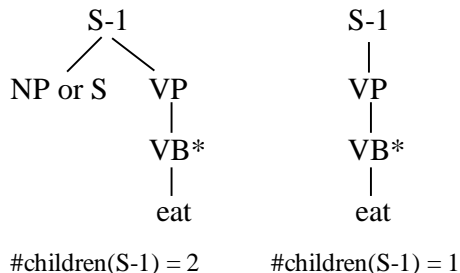 S-1 S-1
NP or S VP VP
VB* VB*
eat eat
#children(S-1) = 2 #children(S-1) = 1